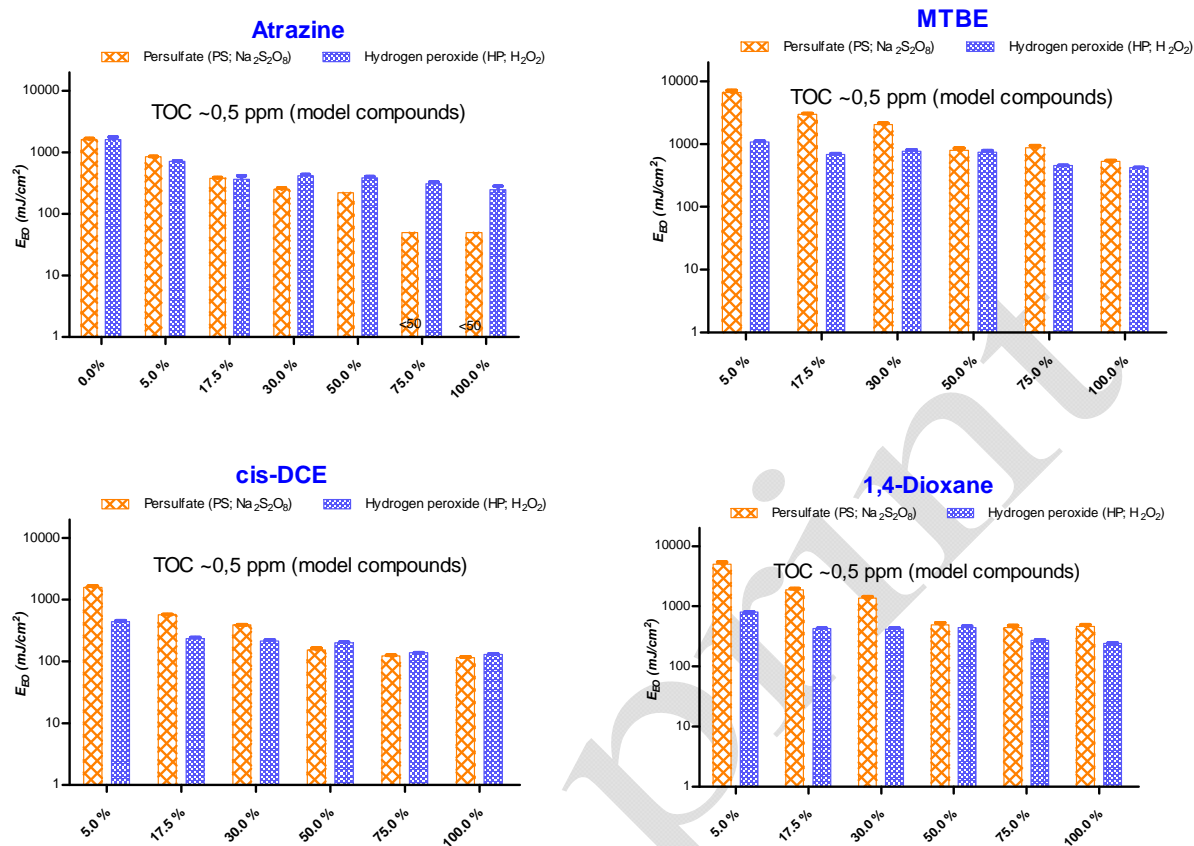 Atrazine
Persulfate (PS; Na2S2O8) Hydrogen peroxide (HP; H2O2)
TOC ~0,5 ppm (model compounds)
EEO (mJ/cm2)
10000
1000
100
10
1
<50 <50
0.0% 5.0 % 17.5 % 30.0 % 50.0 % 75.0 % 100.0 %
MTBE
Persulfate (PS; Na2S2O8) Hydrogen peroxide (HP; H2O2)
TOC ~0,5 ppm (model compounds)
EEO (mJ/cm2)
10000
1000
100
10
1
5.0 % 17.5 % 30.0 % 50.0 % 75.0 % 100.0 %
cis-DCE
Persulfate (PS; Na2S2O8) Hydrogen peroxide (HP; H2O2)
TOC ~0,5 ppm (model compounds)
EEO (mJ/cm2)
10000
1000
100
10
1
5.0 % 17.5 % 30.0 % 50.0 % 75.0 % 100.0 %
1,4-Dioxane
Persulfate (PS; Na2S2O8) Hydrogen peroxide (HP; H2O2)
TOC ~0,5 ppm (model compounds)
EEO (mJ/cm2)
10000
1000
100
10
1
5.0 % 17.5 % 30.0 % 50.0 % 75.0 % 100.0 %
print